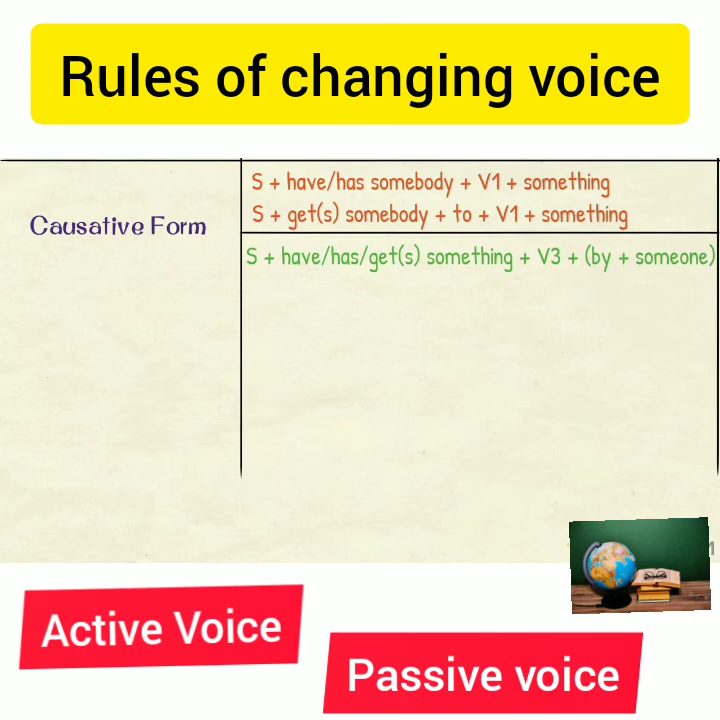 Rules of changing voice
S + have/has somebody + V1 + something
S + get(s) somebody + to + V1 + something
Causative Form
S + have/has/get(s) something + V3 + (by + someone)
Active Voice
Passive voice